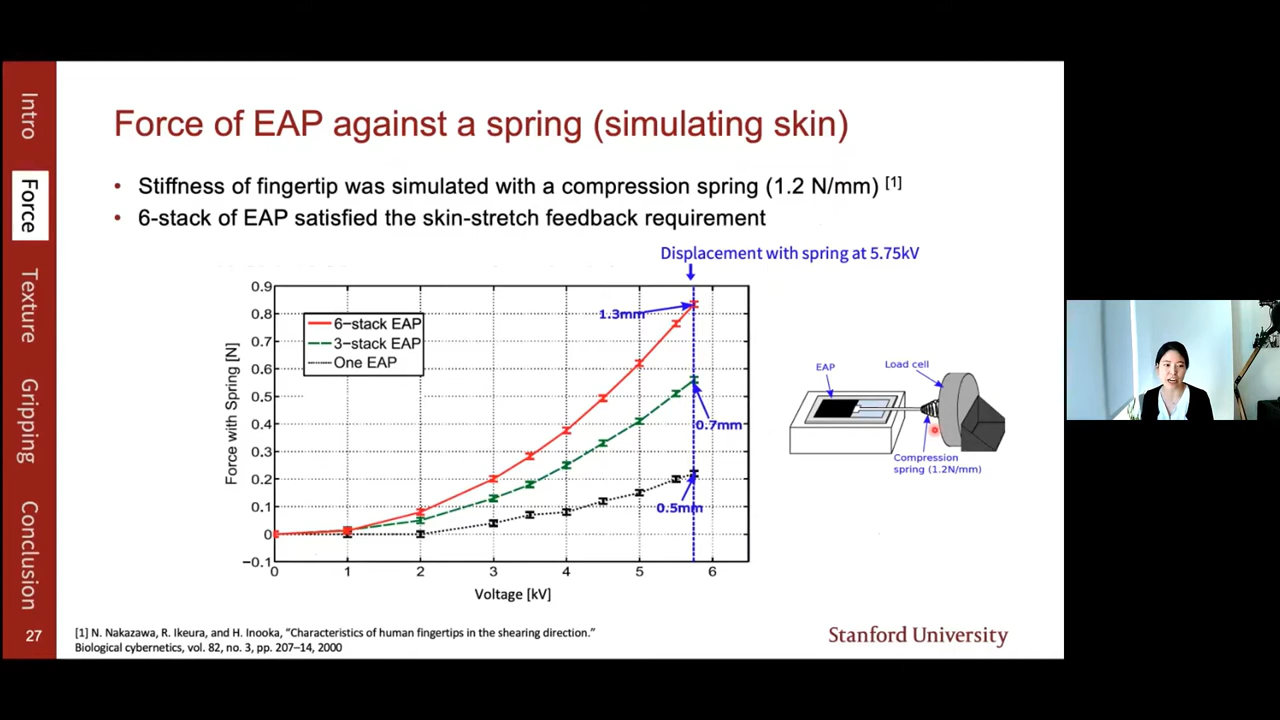 Intro
Force
Texture
Gripping
Conclusion
27
Force of EAP against a spring (simulating skin)
• Stiffness of fingertip was simulated with a compression spring (1.2 N/mm) [1]
• 6-stack of EAP satisfied the skin-stretch feedback requirement
Displacement with spring at 5.75kV
Force with Spring [N]
0.9
0.8
0.7
0.6
0.5
0.4
0.3
0.2
0.1
0
−0.1
6−stack EAP
3−stack EAP
One EAP
1.3mm
0.7mm
0.5mm
0 1 2 3 4 5 6
Voltage [kV]
EAP
Load cell
Compression
spring (1.2N/mm)
[1] N. Nakazawa, R. Ikeura, and H. Inooka, “Characteristics of human fingertips in the shearing direction.”
Biological cybernetics, vol. 82, no. 3, pp. 207–14, 2000
Stanford University